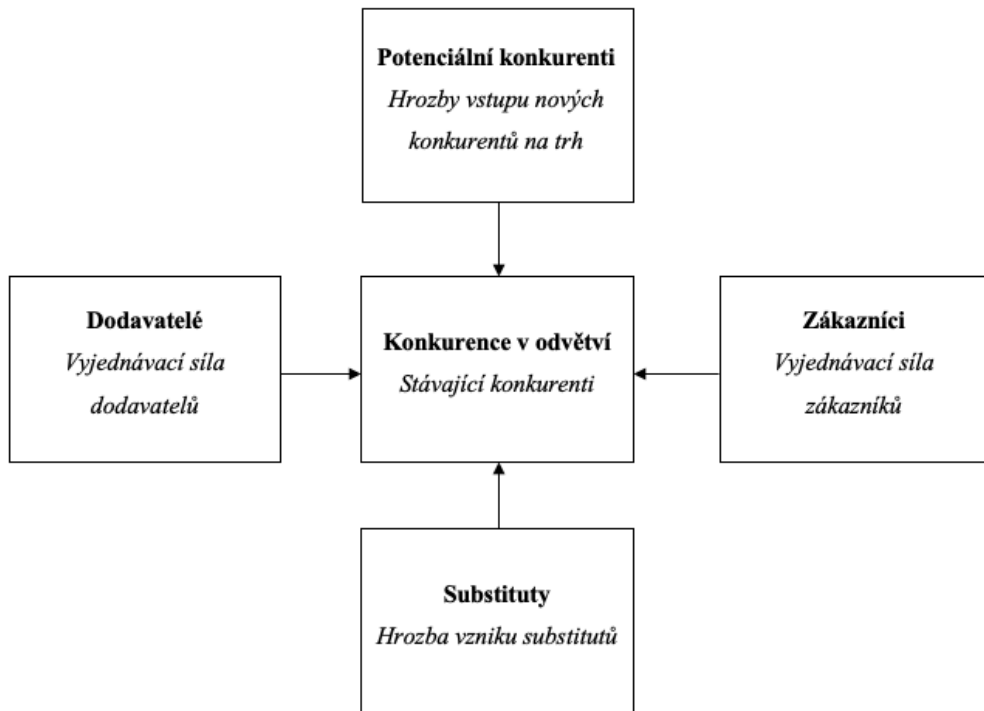 Potenciální konkurenti
Hrozby vstupu nových
konkurentů na trh
Dodavatelé
Vyjednávací síla
dodavatelů
Konkurence v odvětví
Stávající konkurenti
Zákazníci
Vyjednávací síla
zákazníků
Substituty
Hrozba vzniku substitutů